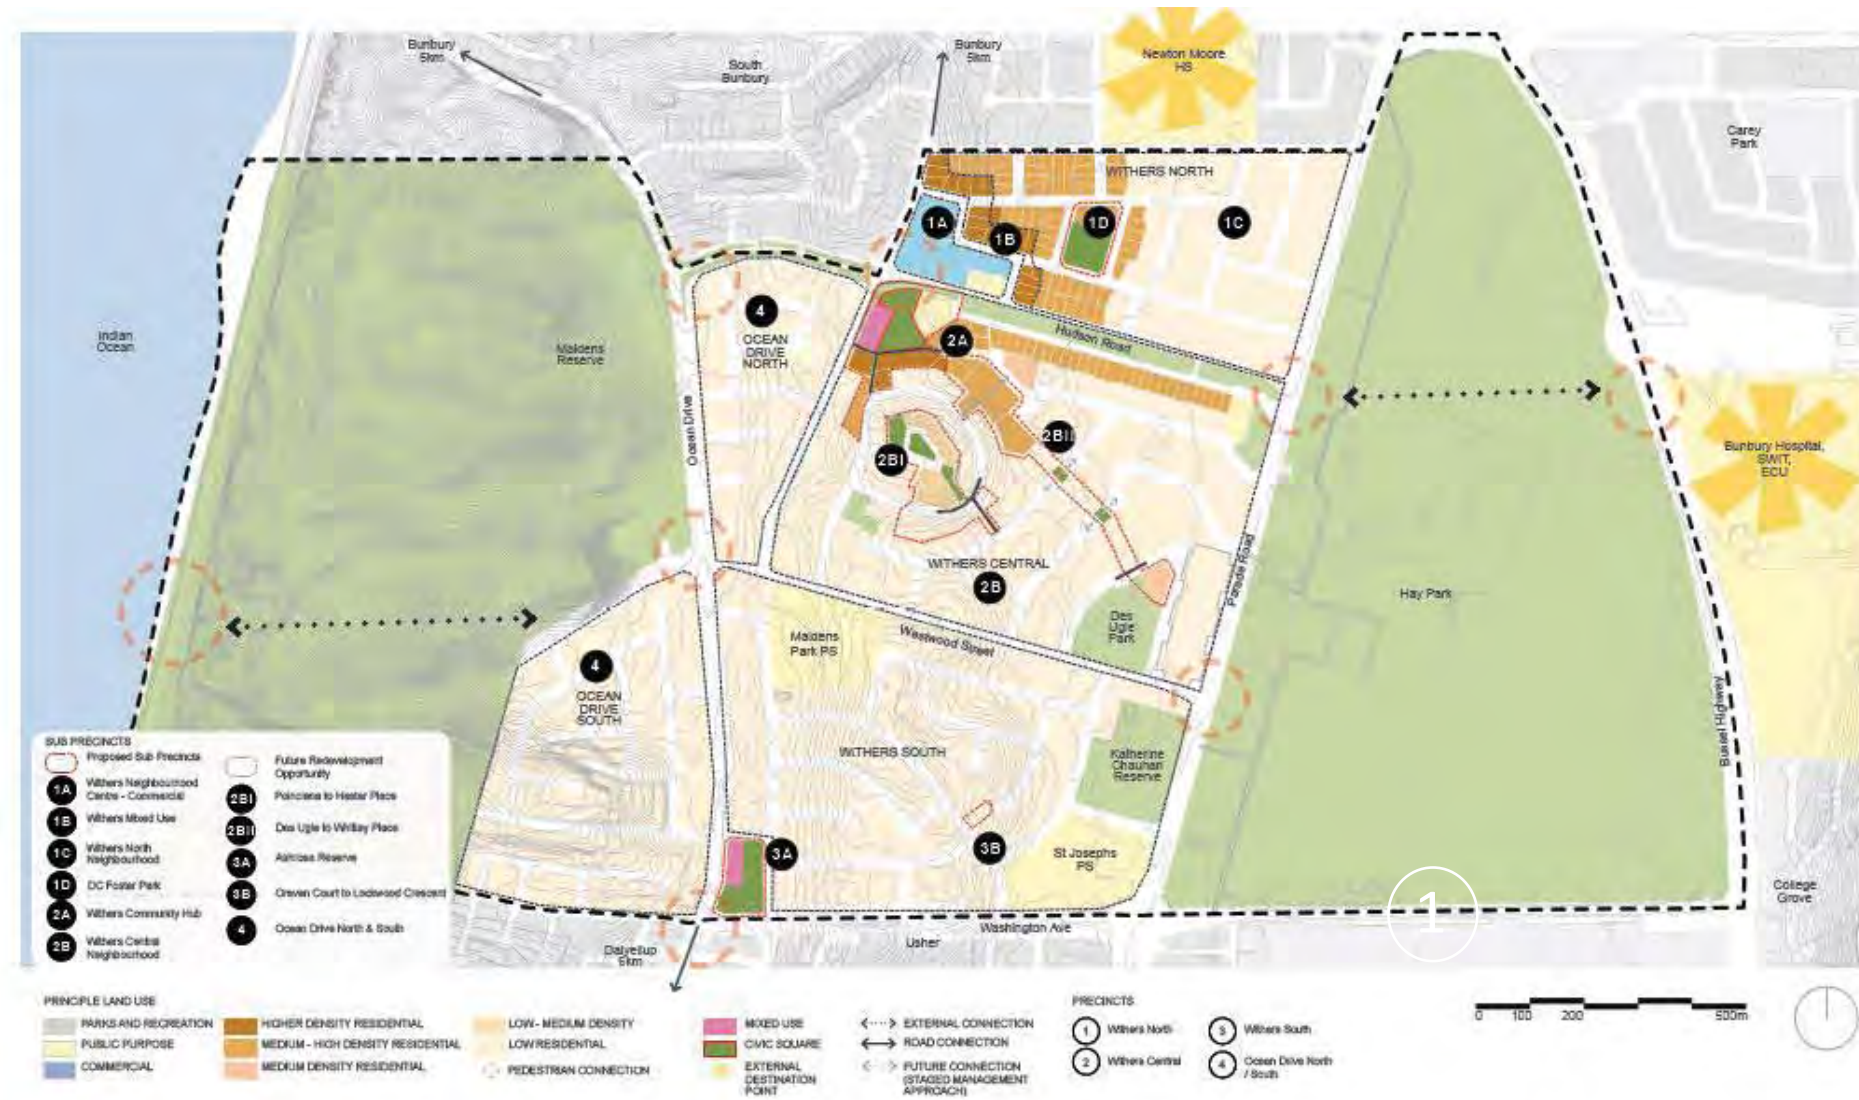 Bunbury
5km
South
Bunbury
Bunbury
5km
Newton Moore
HS
Carey
Park
WITHERS NORTH
1A
1B
1D
1C
Indian
Ocean
Maidens
Reserve
4
OCEAN
DRIVE
NORTH
Hudson Road
2A
Ocean Drive
2BI
2BII
Bunbury Hospital,
SWIT,
ECU
WITHERS CENTRAL
2B
Parade Road
Hay Park
Des
Ugle
Park
Maidens
Park PS
Westwood Street
4
OCEAN
DRIVE
SOUTH
WITHERS SOUTH
Katherine
Chauhan
Reserve
Bussel Highway
3A
3B
St Josephs
PS
1
College
Grove
Washington Ave
Usher
Dalyellup
5km
SUB PRECINCTS
Proposed Sub Precincts
1A Withers Neighbourhood
Centre - Commercial
1B Withers Mixed Use
1C Withers North
Neighbourhood
1D DC Foster Park
2A Withers Community Hub
2B Withers Central
Neighbourhood
Future Redevelopment
Opportunity
2BI Poinciana to Hester Place
2BII Des Ugle to Whitley Place
3A Ashrose Reserve
3B Craven Court to Lockwood Crescent
4 Ocean Drive North & South
PRINCIPLE LAND USE
PARKS AND RECREATION
PUBLIC PURPOSE
COMMERCIAL
HIGHER DENSITY RESIDENTIAL
MEDIUM - HIGH DENSITY RESIDENTIAL
MEDIUM DENSITY RESIDENTIAL
LOW - MEDIUM DENSITY
LOW RESIDENTIAL
PEDESTRIAN CONNECTION
MIXED USE
CIVIC SQUARE
EXTERNAL
DESTINATION
POINT
EXTERNAL CONNECTION
ROAD CONNECTION
FUTURE CONNECTION
(STAGED MANAGEMENT
APPROACH)
PRECINCTS
1 Withers North
2 Withers Central
3 Withers South
4 Ocean Drive North
/ South
0 100 200 500m